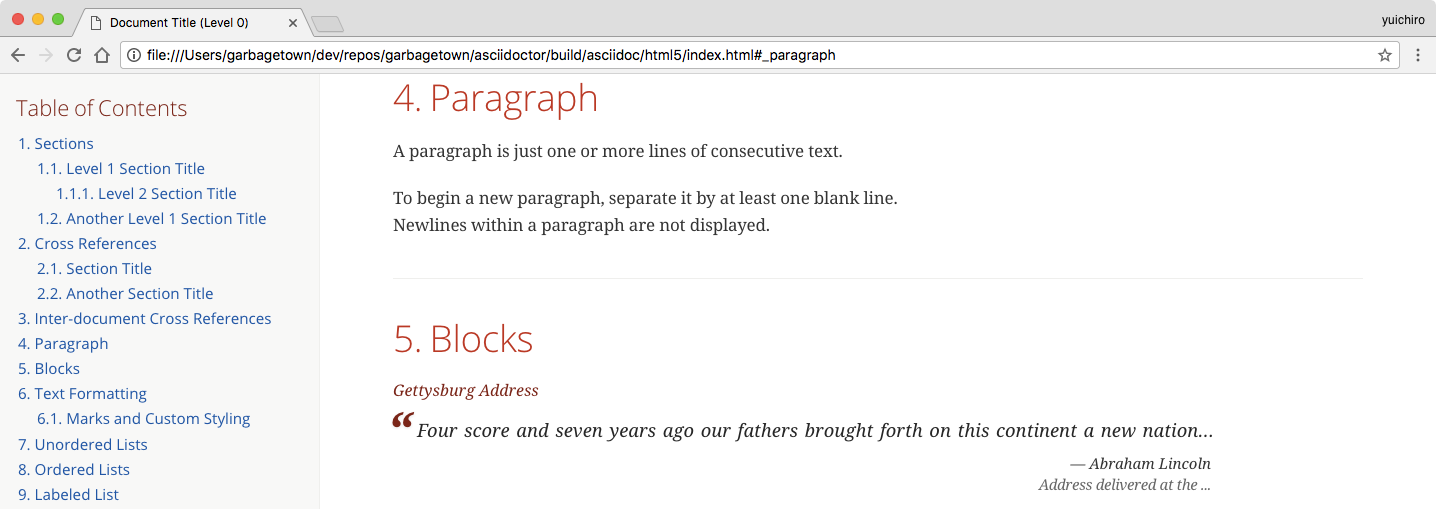 Document Title (Level 0)
yuichiro
file:///Users/garbagetown/dev/repos/garbagetown/asciidoctor/build/asciidoc/html5/index.html#_paragraph
Table of Contents
1. Sections
1.1. Level 1 Section Title
1.1.1. Level 2 Section Title
1.2. Another Level 1 Section Title
2. Cross References
2.1. Section Title
2.2. Another Section Title
3. Inter-document Cross References
4. Paragraph
5. Blocks
6. Text Formatting
6.1. Marks and Custom Styling
7. Unordered Lists
8. Ordered Lists
9. Labeled List
4. Paragraph
A paragraph is just one or more lines of consecutive text.
To begin a new paragraph, separate it by at least one blank line.
Newlines within a paragraph are not displayed.
5. Blocks
Gettysburg Address
“Four score and seven years ago our fathers brought forth on this continent a new nation…
— Abraham Lincoln
Address delivered at the ...